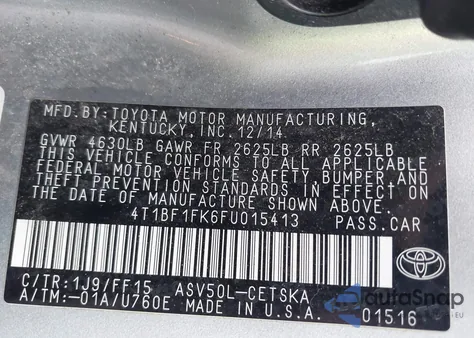 MFD.BY:TOYOTA MOTOR MANUFACTURING,
KENTUCKY, INC.12/14
GVWR 4630LB GAWR FR 2625LB RR 2625LB
THIS VEHICLE CONFORMS TO ALL APPLICABLE
FEDERAL MOTOR VEHICLE SAFETY, BUMPER, AND
THEFT PREVENTION STANDARDS IN EFFECT ON
THE DATE OF MANUFACTURE SHOWN ABOVE.
4T1BF1FK6FU015413 PASS.CAR
C/TR:1J9/FF15 ASV50L-CETSKA
A/TM:-01A/U760E MADE IN U.S.A. 01516
TOYOTA
autoSnap